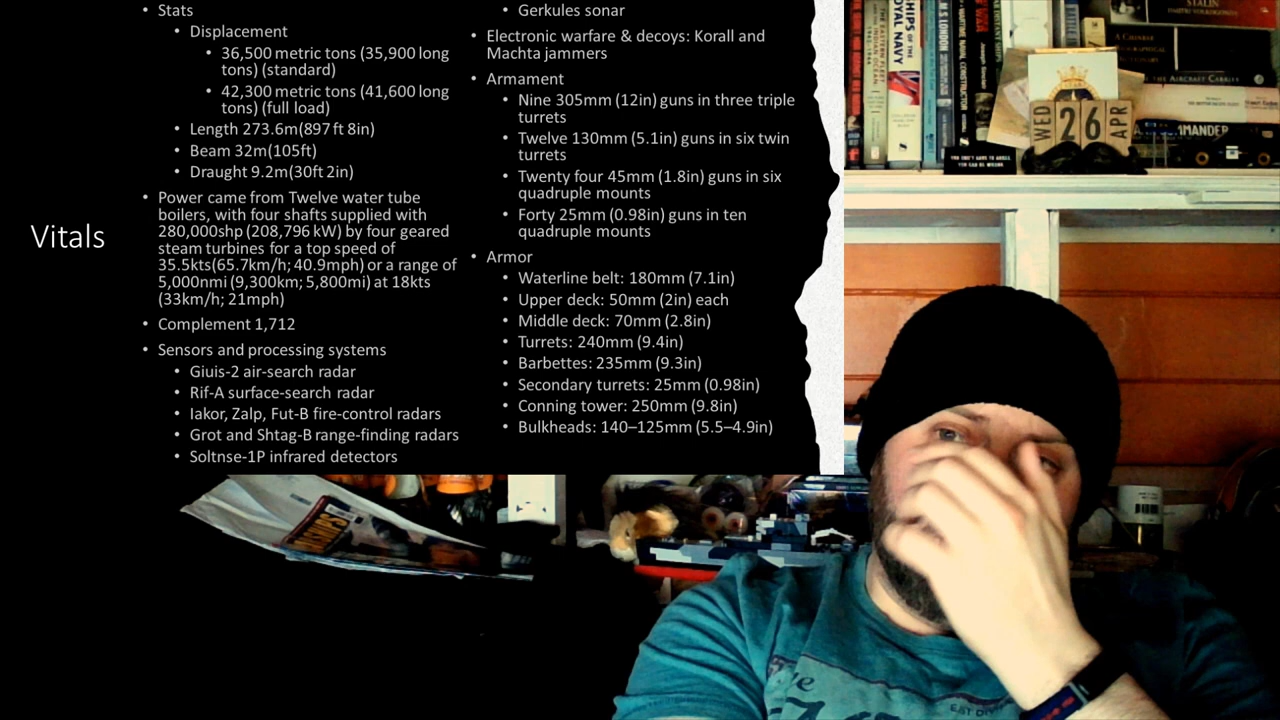 Vitals
• Stats
• Displacement
• 36,500 metric tons (35,900 long
tons) (standard)
• 42,300 metric tons (41,600 long
tons) (full load)
• Length 273.6m(897ft 8in)
• Beam 32m(105ft)
• Draught 9.2m(30ft 2in)
• Power came from Twelve water tube
boilers, with four shafts supplied with
280,000shp (208,796 kW) by four geared
steam turbines for a top speed of
35.5kts(65.7km/h; 40.9mph) or a range of
5,000nmi (9,300km; 5,800mi) at 18kts
(33km/h; 21mph)
• Complement 1,712
• Sensors and processing systems
• Giuis-2 air-search radar
• Rif-A surface-search radar
• Iakor, Zalp, Fut-B fire-control radars
• Grot and Shtag-B range-finding radars
• Soltnse-1P infrared detectors
• Gerkules sonar
• Electronic warfare & decoys: Korall and
Machta jammers
• Armament
• Nine 305mm (12in) guns in three triple
turrets
• Twelve 130mm (5.1in) guns in six twin
turrets
• Twenty four 45mm (1.8in) guns in six
quadruple mounts
• Forty 25mm (0.98in) guns in ten
quadruple mounts
• Armor
• Waterline belt: 180mm (7.1in)
• Upper deck: 50mm (2in) each
• Middle deck: 70mm (2.8in)
• Turrets: 240mm (9.4in)
• Barbettes: 235mm (9.3in)
• Secondary turrets: 25mm (0.98in)
• Conning tower: 250mm (9.8in)
• Bulkheads: 140–125mm (5.5–4.9in)
STALIN
WED 26 APR